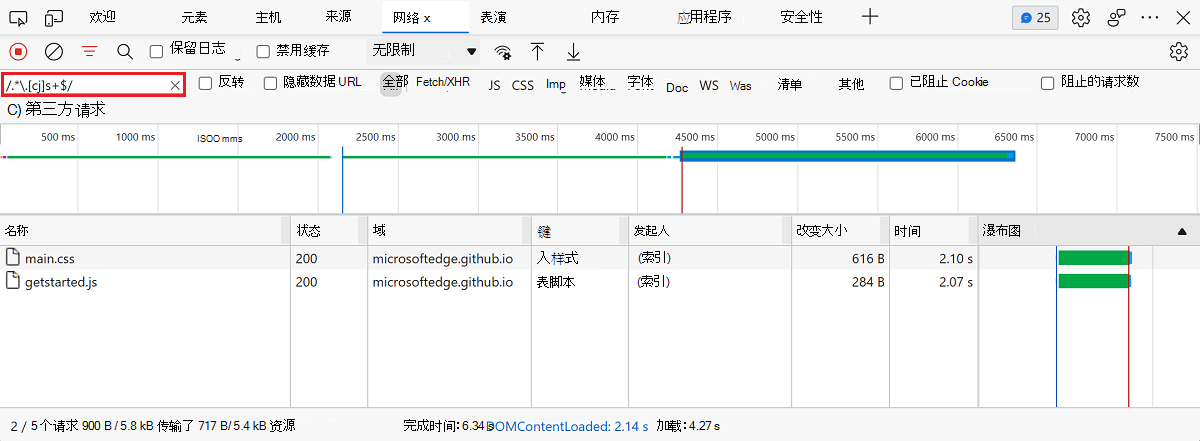 欢迎 元素 主机 来源 网络 x 表演 内存 应用程序 安全性 25
保留日志 禁用缓存 无限制
/.*\.[cj]s+$/ 反转 隐藏数据 URL 全部 Fetch/XHR JS CSS Img 媒体 字体 Doc WS Was 清单 其他 已阻止 Cookie 阻止的请求数
C) 第三方请求
500 ms 1000 ms ISOO mms 2000 ms 2500 ms 3000 ms 3500 ms 4000 ms 4500 ms 5000 ms 5500 ms 6000 ms 6500 ms 7000 ms 7500 ms
名称 状态 域 键 发起人 改变大小 时间 瀑布图
main.css 200 microsoftedge.github.io 入样式 (索引) 616 B 2.10 s
getstarted.js 200 microsoftedge.github.io 表脚本 (索引) 284 B 2.07 s
2 / 5 个请求 900 B / 5.8 kB 传输了 717 B/ 5.4 kB 资源 完成时间: 6.34 s DOMContentLoaded: 2.14 s 加载: 4.27 s